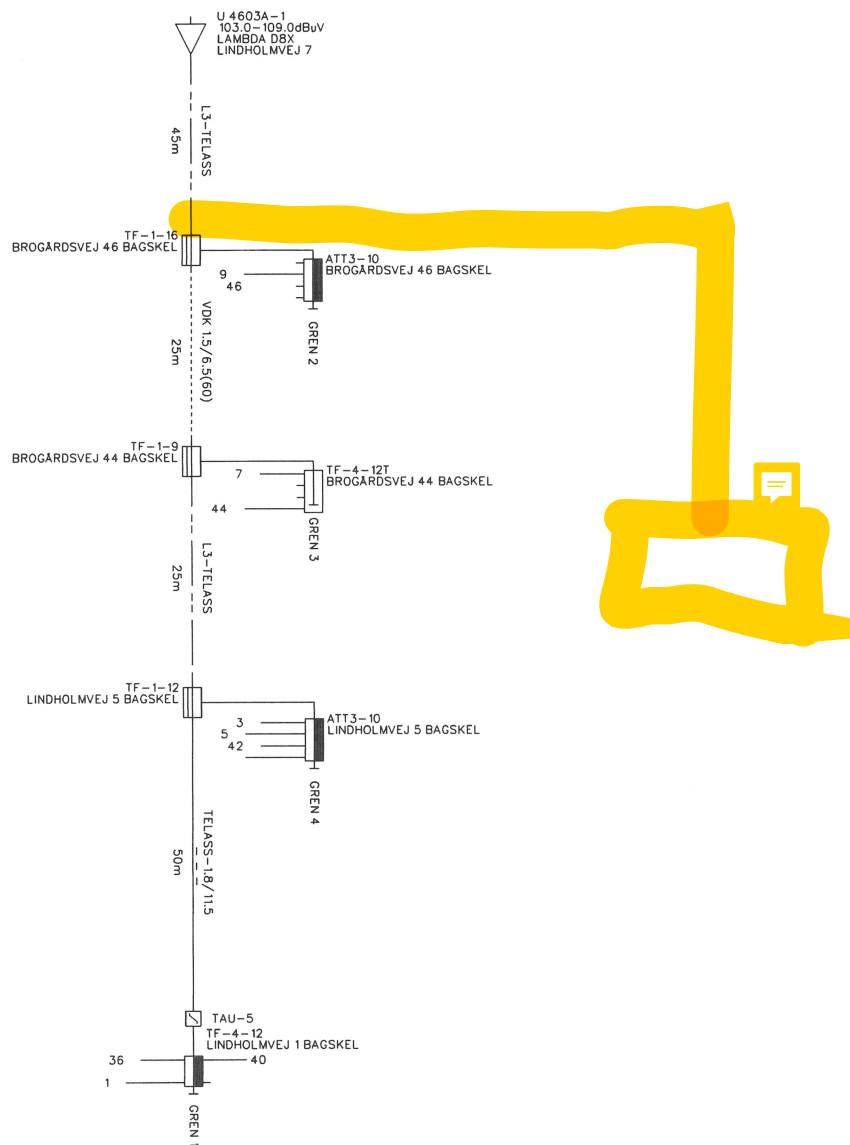 U 4603A-1
103.0-109.0dBuV
LAMBDA D8X
LINDHOLMVEJ 7
L3-TELASS
45m
TF-1-16
BROGÅRDSVEJ 46 BAGSKEL
ATT3-10
BROGÅRDSVEJ 46 BAGSKEL
9
46
GREN 2
VDK 1.5/6.5(60)
25m
TF-1-9
BROGÅRDSVEJ 44 BAGSKEL
TF-4-12T
BROGÅRDSVEJ 44 BAGSKEL
7
44
GREN 3
L3-TELASS
25m
TF-1-12
LINDHOLMVEJ 5 BAGSKEL
ATT3-10
LINDHOLMVEJ 5 BAGSKEL
3
5
42
GREN 4
TELASS-1.8/11.5
50m
TAU-5
TF-4-12
LINDHOLMVEJ 1 BAGSKEL
36
40
1
GREN 1